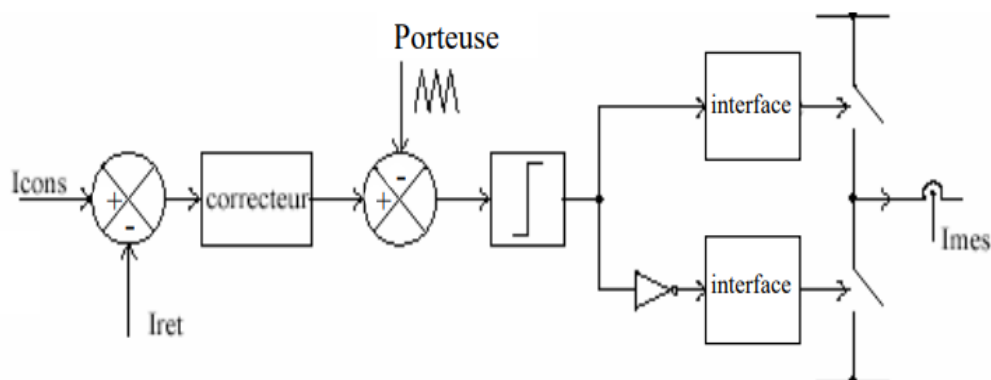 Porteuse
interface
Icons
+
-
correcteur
-
+
Imes
interface
Iret